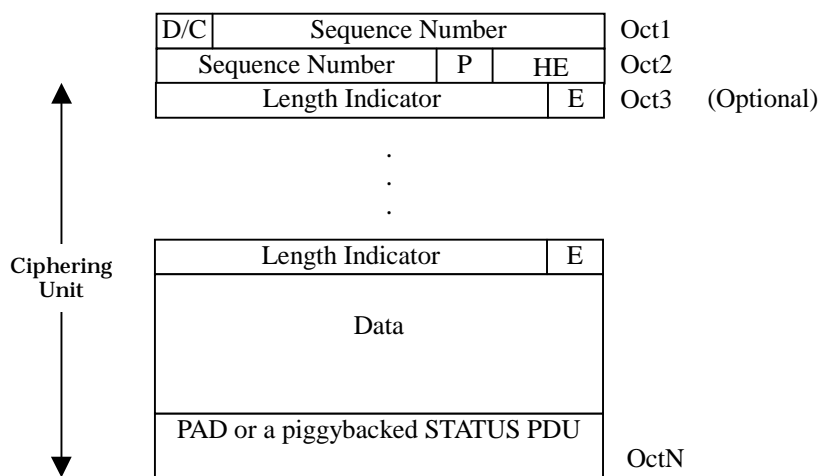 D/C Sequence Number Oct1
Sequence Number P HE Oct2
Length Indicator E Oct3 (Optional)
.
.
.
Length Indicator E
Ciphering
Unit
Data
PAD or a piggybacked STATUS PDU
OctN